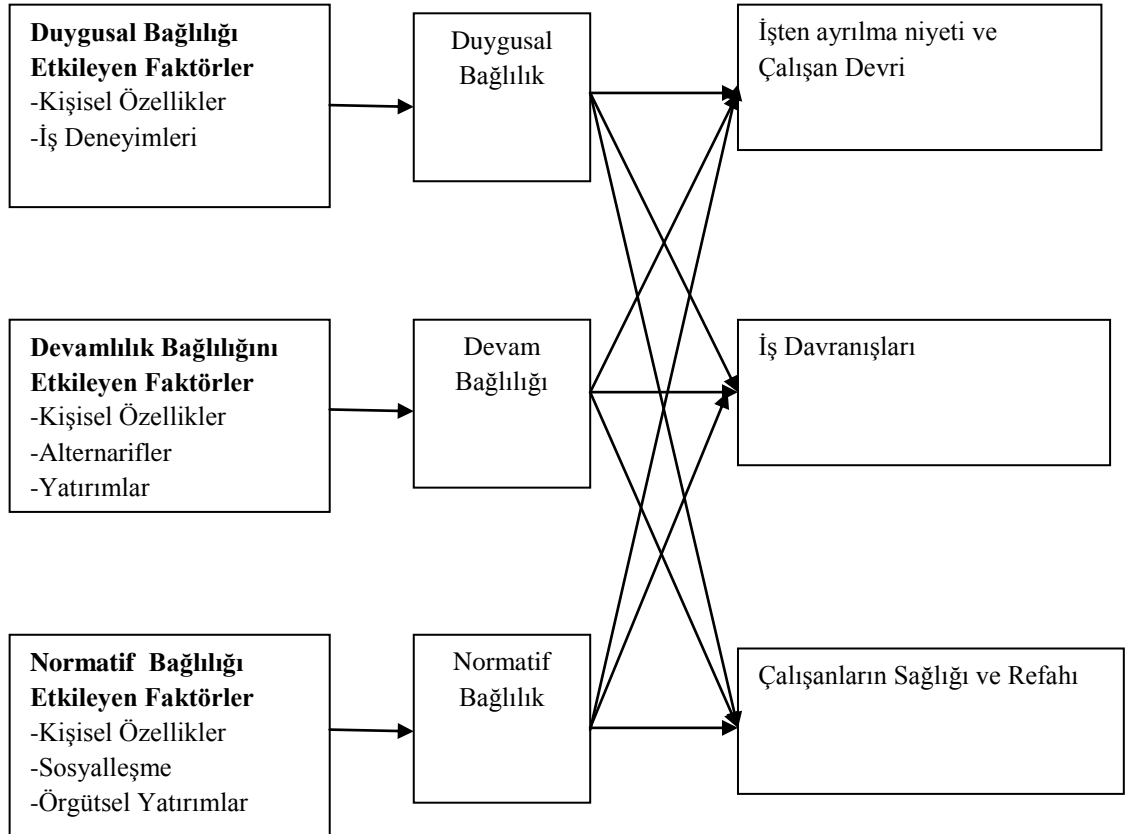 Duygusal Bağlılığı
Etkileyen Faktörler
-Kişisel Özellikler
-İş Deneyimleri
Duygusal
Bağlılık
İşten ayrılma niyeti ve
Çalışan Devri
Devamlılık Bağlılığını
Etkileyen Faktörler
-Kişisel Özellikler
-Alternarifler
-Yatırımlar
Devam
Bağlılığı
İş Davranışları
Normatif Bağlılığı
Etkileyen Faktörler
-Kişisel Özellikler
-Sosyalleşme
-Örgütsel Yatırımlar
Normatif
Bağlılık
Çalışanların Sağlığı ve Refahı